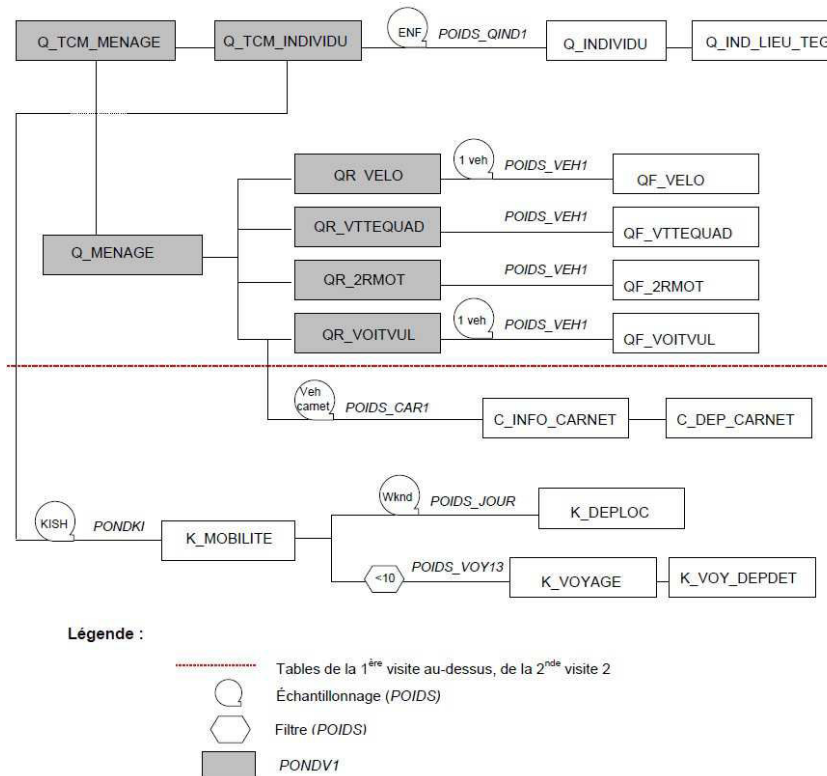 Q_TCM_MENAGE
Q_TCM_INDIVIDU
ENF
POIDS_QIND1
Q_INDIVIDU
Q_IND_LIEU_TEG
QR_VELO
1 veh
POIDS_VEH1
QF_VELO
QR_VTTEQUAD
POIDS_VEH1
QF_VTTEQUAD
Q_MENAGE
QR_2RMOT
POIDS_VEH1
QF_2RMOT
QR_VOITVUL
1 veh
POIDS_VEH1
QF_VOITVUL
Veh
carnet
POIDS_CAR1
C_INFO_CARNET
C_DEP_CARNET
KISH
PONDKI
K_MOBILITE
Wknd
POIDS_JOUR
K_DEPLOC
<10
POIDS_VOY13
K_VOYAGE
K_VOY_DEPDET
Légende :
Tables de la 1ère visite au-dessus, de la 2nde visite 2
Échantillonnage (POIDS)
Filtre (POIDS)
PONDV1